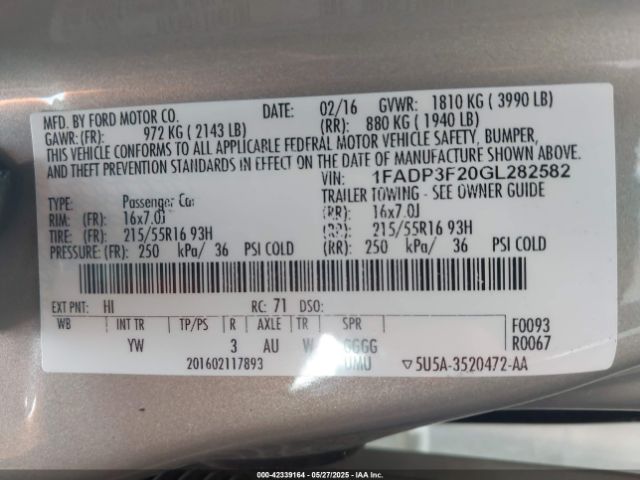 MFD. BY FORD MOTOR CO. DATE: 02/16 GVWR: 1810 KG ( 3990 LB)
GAWR: (FR): 972 KG ( 2143 LB) (RR): 880 KG ( 1940 LB)
THIS VEHICLE CONFORMS TO ALL APPLICABLE FEDERAL MOTOR VEHICLE SAFETY, BUMPER,
AND THEFT PREVENTION STANDARDS IN EFFECT ON THE DATE OF MANUFACTURE SHOWN ABOVE.
VIN: 1FADP3F20GL282582
TYPE: Passenger Car TRAILER TOWING - SEE OWNER GUIDE
RIM: (FR): 16x7.0J (RR): 16x7.0J
TIRE: (FR): 215/55R16 93H (RR): 215/55R16 93H
PRESSURE: (FR): 250 kPa/ 36 PSI COLD (RR): 250 kPa/ 36 PSI COLD
EXT PNT: HI RC: 71 DSO:
WB INT TR TP/PS R AXLE TR SPR F0093
YW 3 AU W GGGG R0067
201602117893 UMU ▽5U5A-3520472-AA
000-42339164 - 05/27/2025 - IAA Inc.